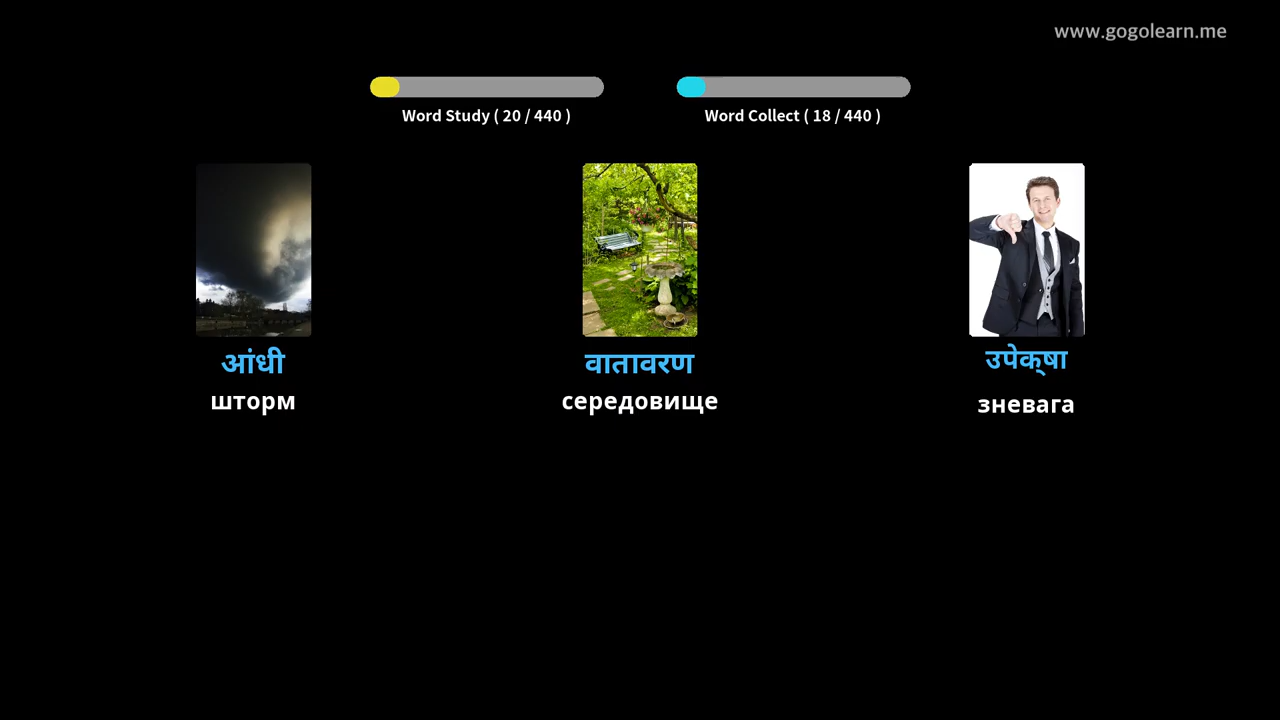 www.gogolearn.me
Word Study ( 20 / 440 )
Word Collect ( 18 / 440 )
आंधी
шторм
वातावरण
середовище
उपेक्षा
зневага